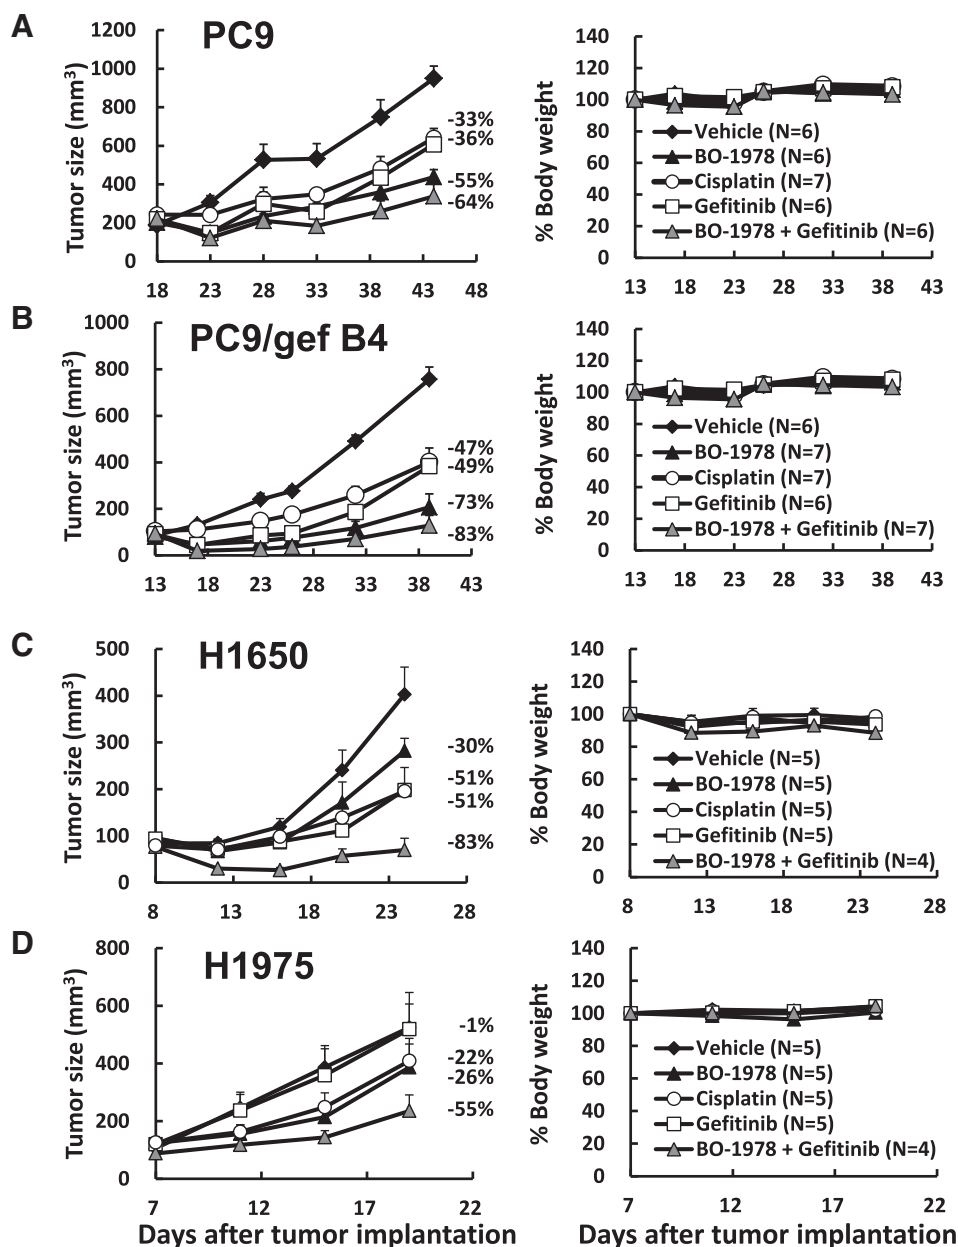 A
PC9
Tumor size (mm³)
1200
1000
800
600
400
200
0
18 23 28 33 38 43 48
-33%
-36%
-55%
-64%
% Body weight
140
120
100
80
60
40
20
0
13 18 23 28 33 38 43
Vehicle (N=6)
BO-1978 (N=6)
Cisplatin (N=7)
Gefitinib (N=6)
BO-1978 + Gefitinib (N=6)
B
PC9/gef B4
Tumor size (mm³)
1000
800
600
400
200
0
13 18 23 28 33 38 43
-47%
-49%
-73%
-83%
% Body weight
140
120
100
80
60
40
20
0
13 18 23 28 33 38 43
Vehicle (N=6)
BO-1978 (N=7)
Cisplatin (N=7)
Gefitinib (N=6)
BO-1978 + Gefitinib (N=7)
C
H1650
Tumor size (mm³)
500
400
300
200
100
0
8 13 18 23 28
-30%
-51%
-51%
-83%
% Body weight
140
120
100
80
60
40
20
0
8 13 18 23 28
Vehicle (N=5)
BO-1978 (N=5)
Cisplatin (N=5)
Gefitinib (N=5)
BO-1978 + Gefitinib (N=4)
D
H1975
Tumor size (mm³)
800
600
400
200
0
7 12 17 22
-1%
-22%
-26%
-55%
Days after tumor implantation
% Body weight
140
120
100
80
60
40
20
0
7 12 17 22
Vehicle (N=5)
BO-1978 (N=5)
Cisplatin (N=5)
Gefitinib (N=5)
BO-1978 + Gefitinib (N=4)
Days after tumor implantation